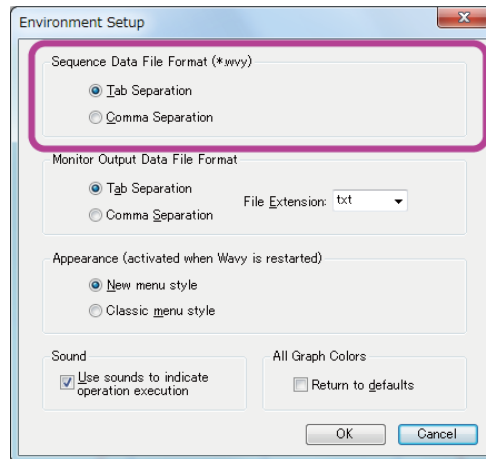 Environment Setup
x
Sequence Data File Format (*.wvy)
Tab Separation
Comma Separation
Monitor Output Data File Format
Tab Separation
File Extension: txt
Comma Separation
Appearance (activated when Wavy is restarted)
New menu style
Classic menu style
Sound
All Graph Colors
Use sounds to indicate
operation execution
Return to defaults
OK
Cancel